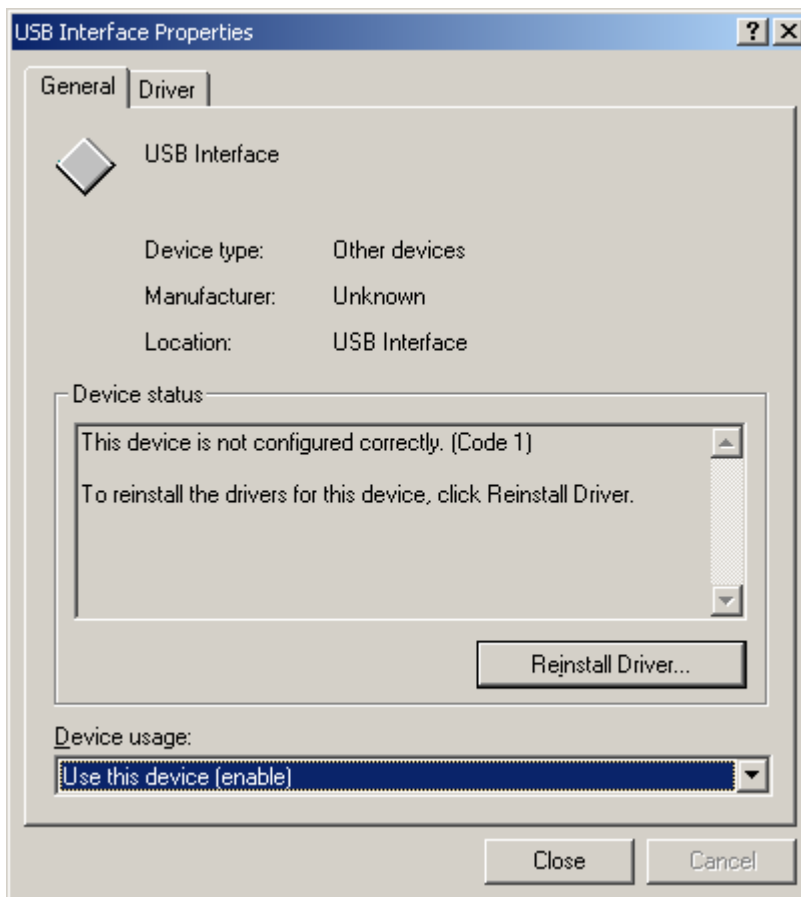 USB Interface Properties
General
Driver
USB Interface
Device type: Other devices
Manufacturer: Unknown
Location: USB Interface
Device status
This device is not configured correctly. (Code 1)
To reinstall the drivers for this device, click Reinstall Driver.
Reinstall Driver...
Device usage:
Use this device (enable)
Close
Cancel